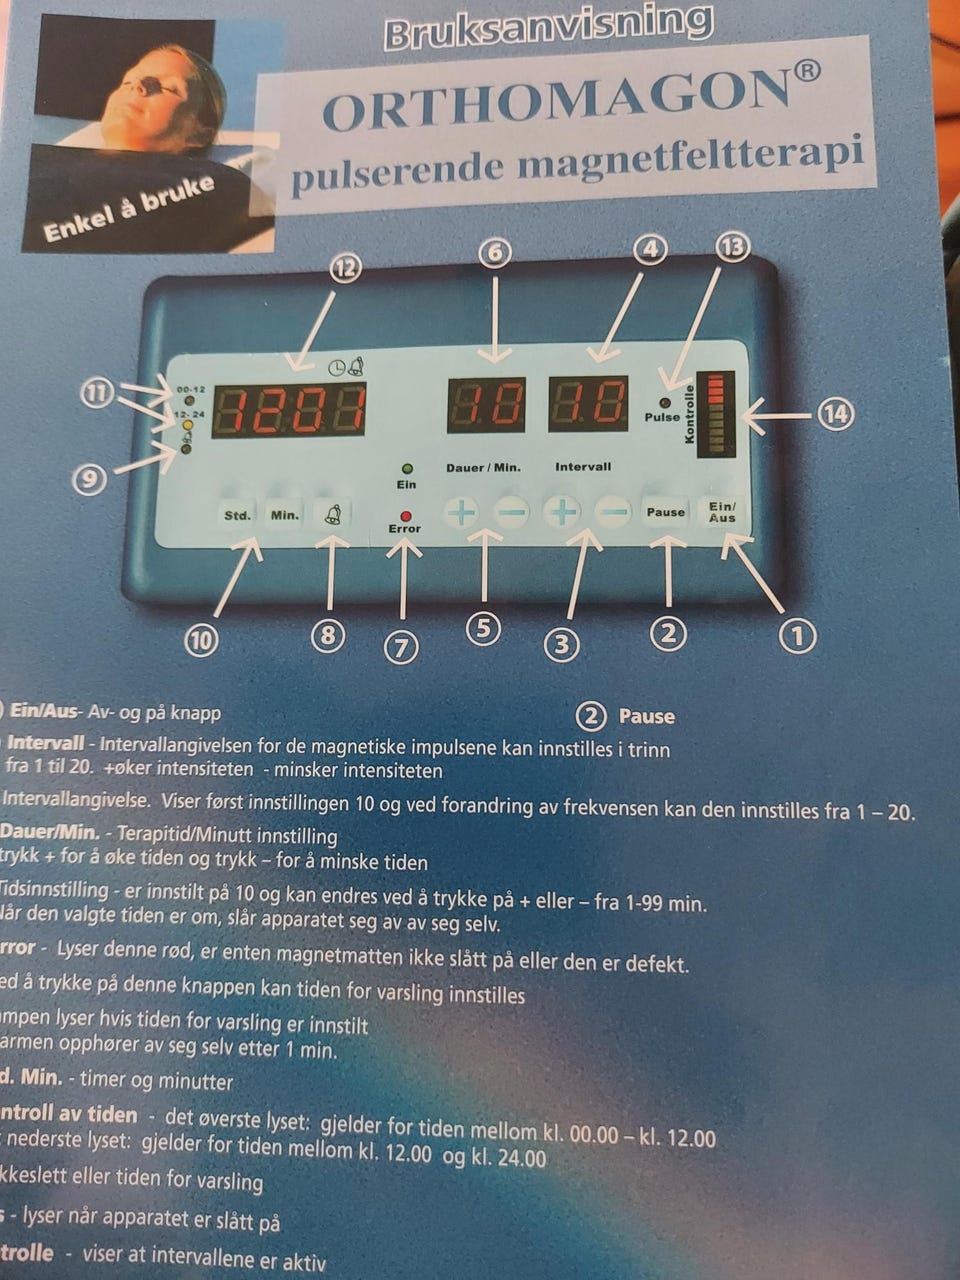 Bruksanvisning
ORTHOMAGON®
pulserende magnetfeltterapi
Enkel å bruke
12 6 4 13
11
00-12
12-24
9
1201
10
10
Pulse
Kontrolle
14
Ein
Dauer / Min.
Intervall
Std.
Min.
Error
+ −
+ −
Pause
Ein/
Aus
10 8 7 5 3 2 1
Ein/Aus- Av- og på knapp
2 Pause
Intervall - Intervallangivelsen for de magnetiske impulsene kan innstilles i trinn
fra 1 til 20. +øker intensiteten - minsker intensiteten
Intervallangivelse. Viser først innstillingen 10 og ved forandring av frekvensen kan den innstilles fra 1 – 20.
Dauer/Min. - Terapitid/Minutt innstilling
trykk + for å øke tiden og trykk – for å minske tiden
Tidsinnstilling - er innstilt på 10 og kan endres ved å trykke på + eller – fra 1-99 min.
Når den valgte tiden er om, slår apparatet seg av av seg selv.
rror - Lyser denne rød, er enten magnetmatten ikke slått på eller den er defekt.
ed å trykke på denne knappen kan tiden for varsling innstilles
mpen lyser hvis tiden for varsling er innstilt
armen opphører av seg selv etter 1 min.
d. Min. - timer og minutter
ntroll av tiden - det øverste lyset: gjelder for tiden mellom kl. 00.00 – kl. 12.00
nederste lyset: gjelder for tiden mellom kl. 12.00 og kl. 24.00
kkeslett eller tiden for varsling
s - lyser når apparatet er slått på
trolle - viser at intervallene er aktiv